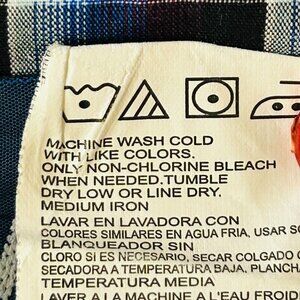 MACHINE WASH COLD
WITH LIKE COLORS.
ONLY NON-CHLORINE BLEACH
WHEN NEEDED.TUMBLE
DRY LOW OR LINE DRY.
MEDIUM IRON
LAVAR EN LAVADORA CON
COLORES SIMILARES EN AGUA FRIA, USAR SO
BLANQUEADOR SIN
CLORO SI ES NECESARIO, SECAR COLGADO O
SECADORA A TEMPERATURA BAJA, PLANCHA
TEMPERATURA MEDIA
LAVER A LA MACHINE A L'EAU FROID